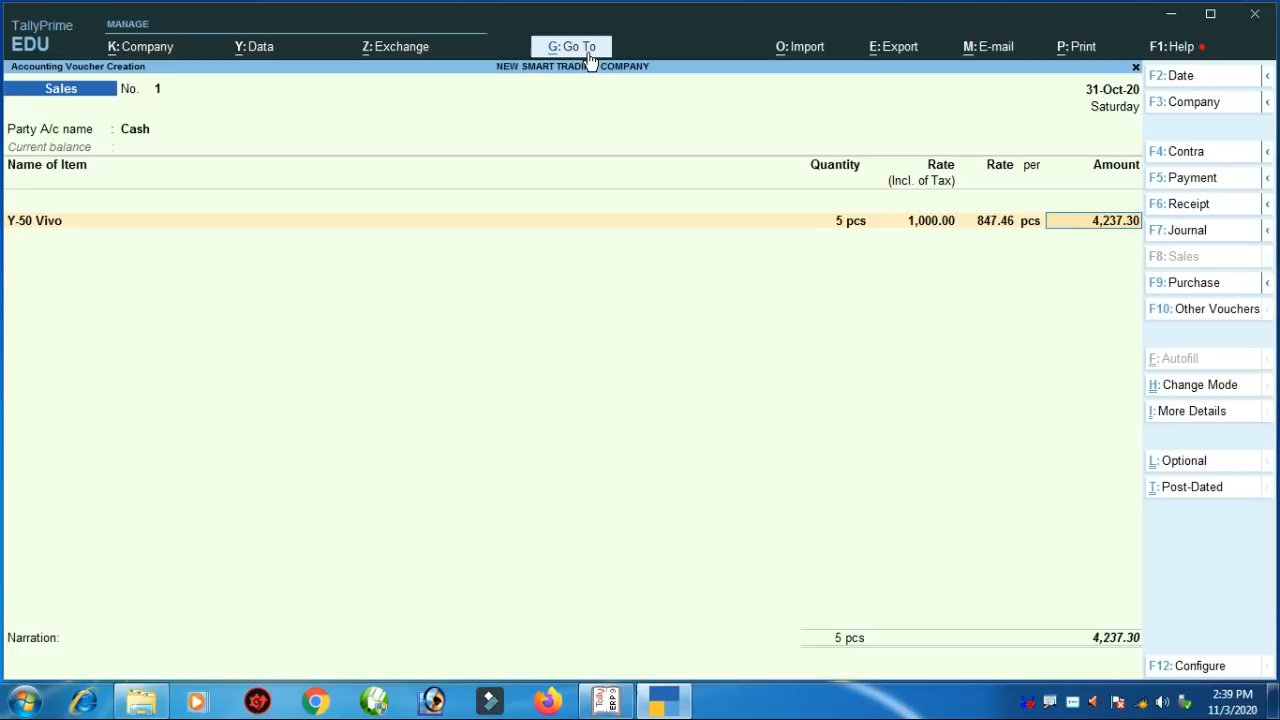 TallyPrime
EDU
MANAGE
K: Company Y: Data Z: Exchange G: Go To O: Import E: Export M: E-mail P: Print F1: Help
Accounting Voucher Creation NEW SMART TRADING COMPANY
Sales No. 1 31-Oct-20
Saturday
Party A/c name : Cash
Current balance :
Name of Item Quantity Rate Rate per Amount
(Incl. of Tax)
Y-50 Vivo 5 pcs 1,000.00 847.46 pcs 4,237.30
Narration: 5 pcs 4,237.30
F2: Date
F3: Company
F4: Contra
F5: Payment
F6: Receipt
F7: Journal
F8: Sales
F9: Purchase
F10: Other Vouchers
F: Autofill
H: Change Mode
I: More Details
L: Optional
T: Post-Dated
F12: Configure
Tally
ERP 9
2:39 PM
11/3/2020